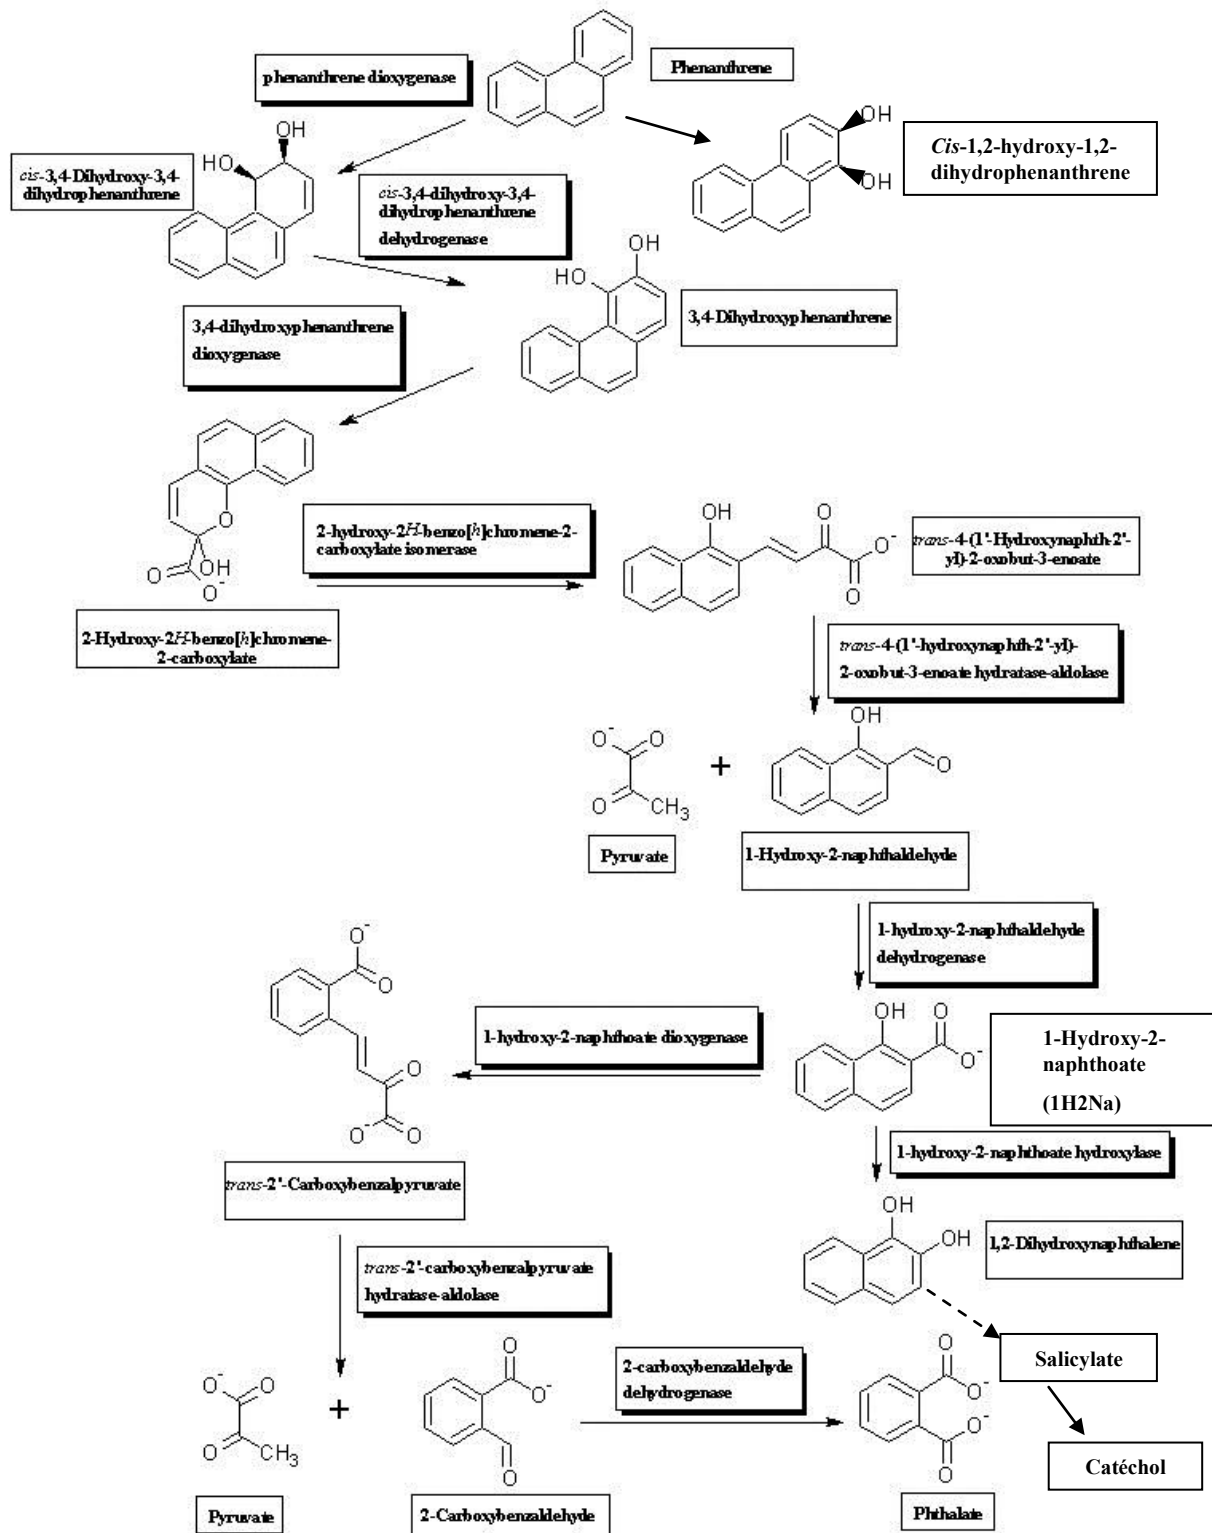 phenanthrene dioxygenase
Phenanthrene
OH
HO
cis-3,4-Dihydroxy-3,4-
dihydrophenanthrene
OH
OH
Cis-1,2-hydroxy-1,2-
dihydrophenanthrene
cis-3,4-dihydroxy-3,4-
dihydrophenanthrene
dehydrogenase
OH
HO
3,4-Dihydroxyphenanthrene
3,4-dihydroxyphenanthrene
dioxygenase
O
OH
O
O-
2-Hydroxy-2H-benzo[h]chromene-
2-carboxylate
2-hydroxy-2H-benzo[h]chromene-2-
carboxylate isomerase
OH
O
O-
O
trans-4-(1'-Hydroxynaphth-2'-
yl)-2-oxobut-3-enoate
trans-4-(1'-hydroxynaphth-2'-yl)-
2-oxobut-3-enoate hydratase-aldolase
O-
O
O
CH3
+
OH
O
Pyruvate
1-Hydroxy-2-naphthaldehyde
1-hydroxy-2-naphthaldehyde
dehydrogenase
O-
O
O
O-
O
1-hydroxy-2-naphthoate dioxygenase
OH
O
O-
1-Hydroxy-2-
naphthoate
(1H2Na)
trans-2'-Carboxybenzalpyruvate
1-hydroxy-2-naphthoate hydroxylase
OH
OH
1,2-Dihydroxynaphthalene
trans-2'-carboxybenzalpyruvate
hydratase-aldolase
O-
O
O
CH3
+
O
O-
O
2-carboxybenzaldehyde
dehydrogenase
O
O-
O-
O
Salicylate
Catéchol
Pyruvate
2-Carboxybenzaldehyde
Phthalate